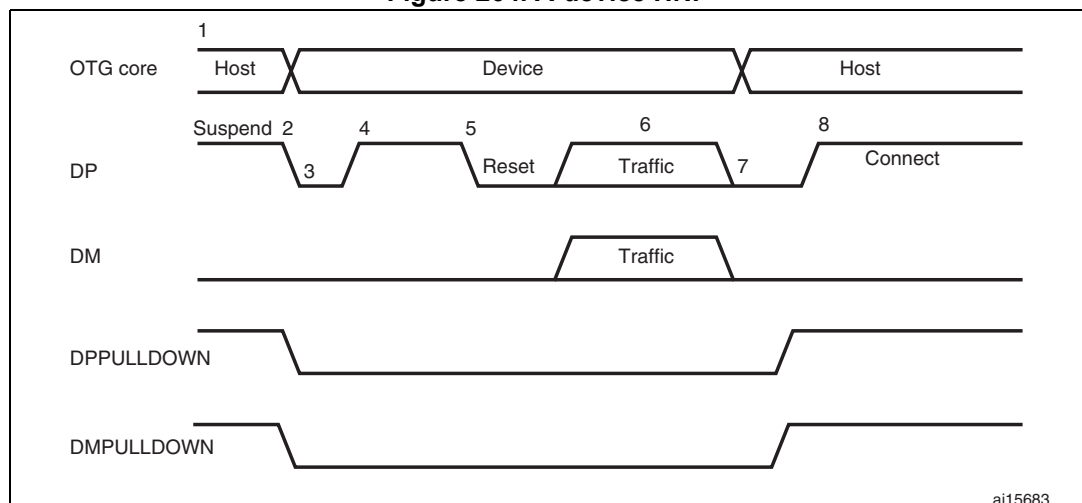 1
OTG core Host Device Host
Suspend 2 4 5 6 8
DP 3 Reset Traffic 7 Connect
DM Traffic
DPPULLDOWN
DMPULLDOWN
ai15683